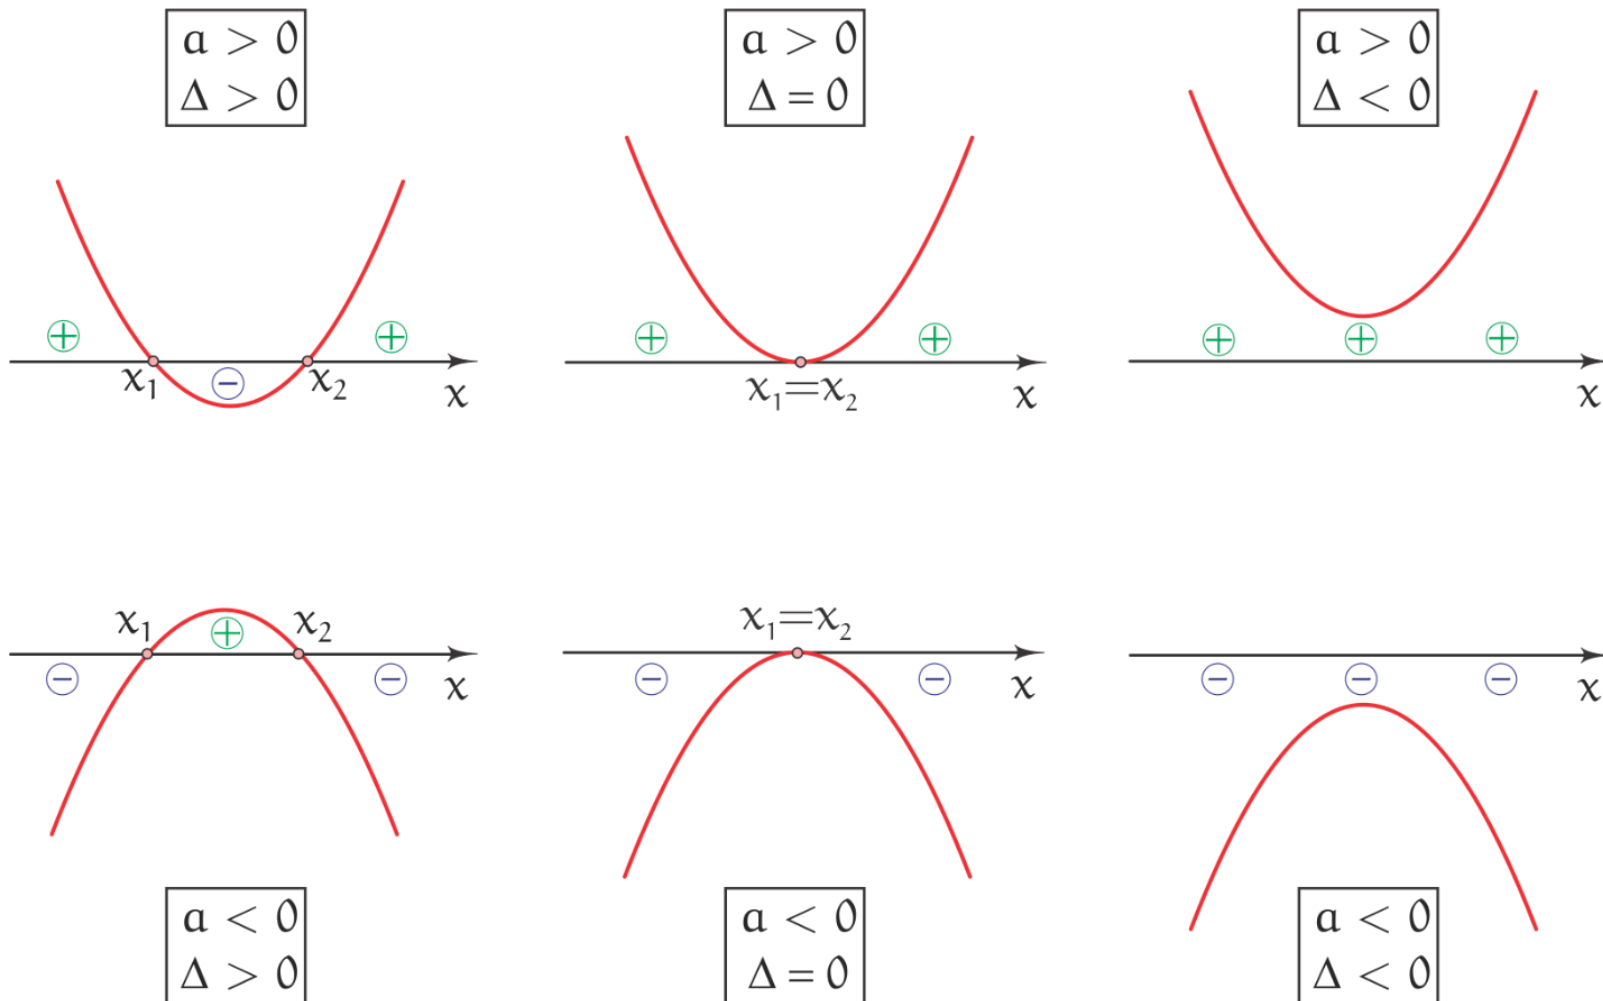 a > 0
Δ > 0
a > 0
Δ = 0
a > 0
Δ < 0
+ +
x₁ − x₂
x
+ +
x₁=x₂
x
+ + +
x
x₁ + x₂
− −
x
x₁=x₂
− −
x
− − −
x
a < 0
Δ > 0
a < 0
Δ = 0
a < 0
Δ < 0